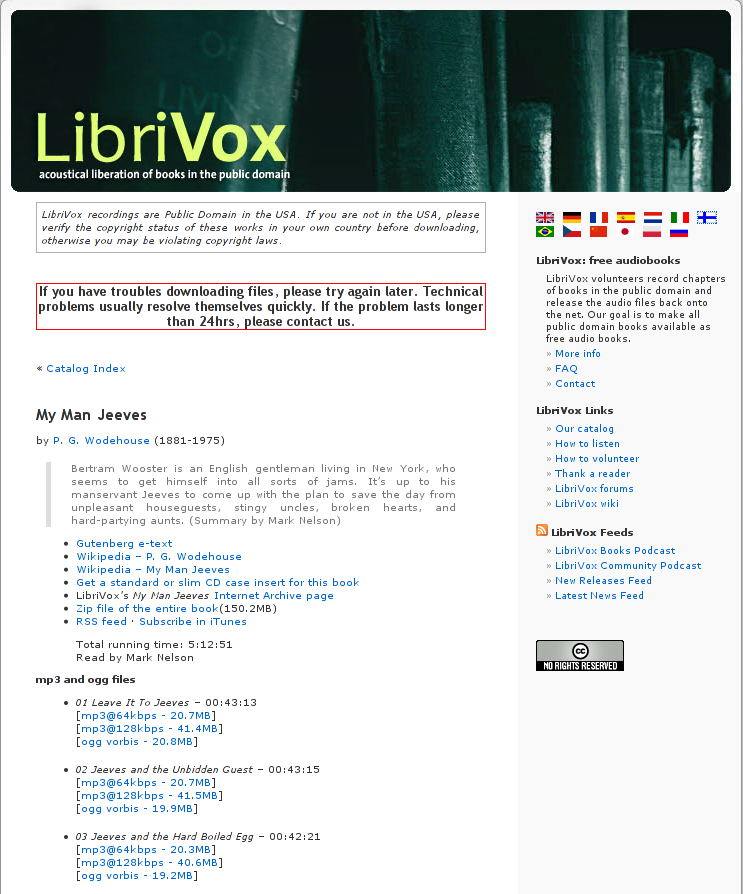 OF
LIVIN
LibriVox
acoustical liberation of books in the public domain
LibriVox recordings are Public Domain in the USA. If you are not in the USA, please
verify the copyright status of these works in your own country before downloading,
otherwise you may be violating copyright laws.
If you have troubles downloading files, please try again later. Technical
problems usually resolve themselves quickly. If the problem lasts longer
than 24hrs, please contact us.
« Catalog Index
My Man Jeeves
by P. G. Wodehouse (1881-1975)
Bertram Wooster is an English gentleman living in New York, who
seems to get himself into all sorts of jams. It's up to his
manservant Jeeves to come up with the plan to save the day from
unpleasant houseguests, stingy uncles, broken hearts, and
hard-partying aunts. (Summary by Mark Nelson)
• Gutenberg e-text
• Wikipedia – P. G. Wodehouse
• Wikipedia – My Man Jeeves
• Get a standard or slim CD case insert for this book
• LibriVox's My Man Jeeves Internet Archive page
• Zip file of the entire book(150.2MB)
• RSS feed · Subscribe in iTunes
Total running time: 5:12:51
Read by Mark Nelson
mp3 and ogg files
• 01 Leave It To Jeeves – 00:43:13
[mp3@64kbps - 20.7MB]
[mp3@128kbps - 41.4MB]
[ogg vorbis - 20.8MB]
• 02 Jeeves and the Unbidden Guest – 00:43:15
[mp3@64kbps - 20.7MB]
[mp3@128kbps - 41.5MB]
[ogg vorbis - 19.9MB]
• 03 Jeeves and the Hard Boiled Egg – 00:42:21
[mp3@64kbps - 20.3MB]
[mp3@128kbps - 40.6MB]
[ogg vorbis - 19.2MB]
LibriVox: free audiobooks
LibriVox volunteers record chapters
of books in the public domain and
release the audio files back onto
the net. Our goal is to make all
public domain books available as
free audio books.
» More info
» FAQ
» Contact
LibriVox Links
» Our catalog
» How to listen
» How to volunteer
» Thank a reader
» LibriVox forums
» LibriVox wiki
LibriVox Feeds
» LibriVox Books Podcast
» LibriVox Community Podcast
» New Releases Feed
» Latest News Feed
cc
NO RIGHTS RESERVED